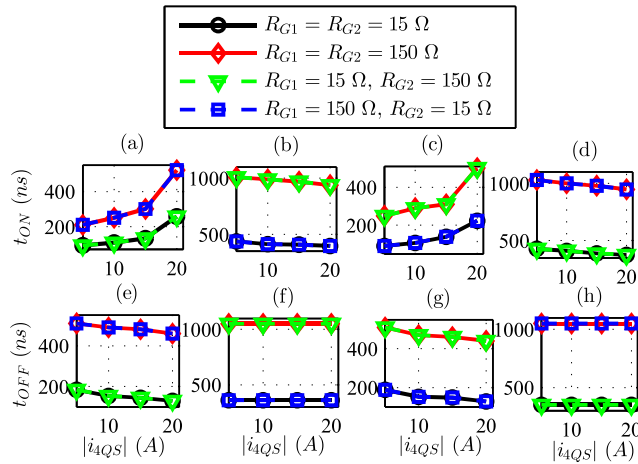 R_{G1} = R_{G2} = 15 Ω
R_{G1} = R_{G2} = 150 Ω
R_{G1} = 15 Ω, R_{G2} = 150 Ω
R_{G1} = 150 Ω, R_{G2} = 15 Ω
(a) (b) (c) (d)
t_{ON} (ns)
400 200 10 20
1000 500 10 20
400 200 10 20
1000 500 10 20
(e) (f) (g) (h)
t_{OFF} (ns)
400 200 10 20
1000 500 10 20
400 200 10 20
1000 500 10 20
|i_{4QS}| (A) |i_{4QS}| (A) |i_{4QS}| (A) |i_{4QS}| (A)